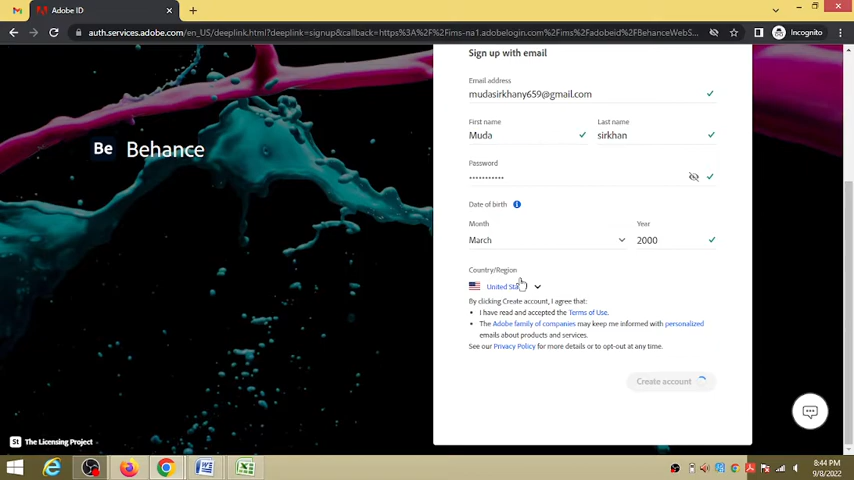 Adobe ID
auth.services.adobe.com/en_US/deeplink.html?deeplink=signup&callback=https%3A%2F%2Fims-na1.adobelogin.com%2Fims%2Fadobeid%2FBehanceWebS...
Incognito
Sign up with email
Email address
mudasirkhany659@gmail.com
First name
Last name
Muda
sirkhan
Password
Date of birth
Month
Year
March
2000
Country/Region
United Sta
By clicking Create account, I agree that:
• I have read and accepted the Terms of Use.
• The Adobe family of companies may keep me informed with personalized
emails about products and services.
See our Privacy Policy for more details or to opt-out at any time.
Create account
Be Behance
St The Licensing Project
8:44 PM
9/8/2022